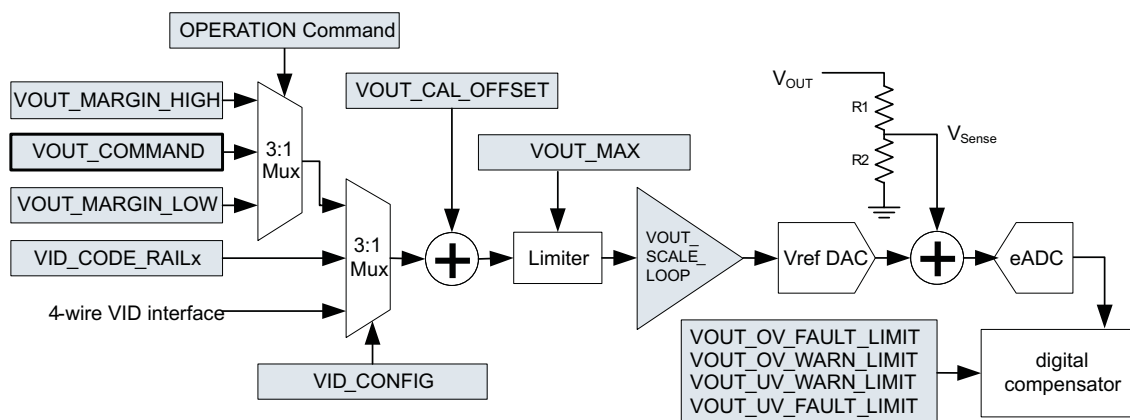 OPERATION Command
VOUT_MARGIN_HIGH
VOUT_COMMAND
VOUT_MARGIN_LOW
VID_CODE_RAILx
4-wire VID interface
3:1
Mux
3:1
Mux
VID_CONFIG
VOUT_CAL_OFFSET
+
VOUT_MAX
Limiter
VOUT_
SCALE_
LOOP
Vref DAC
VOUT
R1
R2
VSense
+
eADC
VOUT_OV_FAULT_LIMIT
VOUT_OV_WARN_LIMIT
VOUT_UV_WARN_LIMIT
VOUT_UV_FAULT_LIMIT
digital
compensator